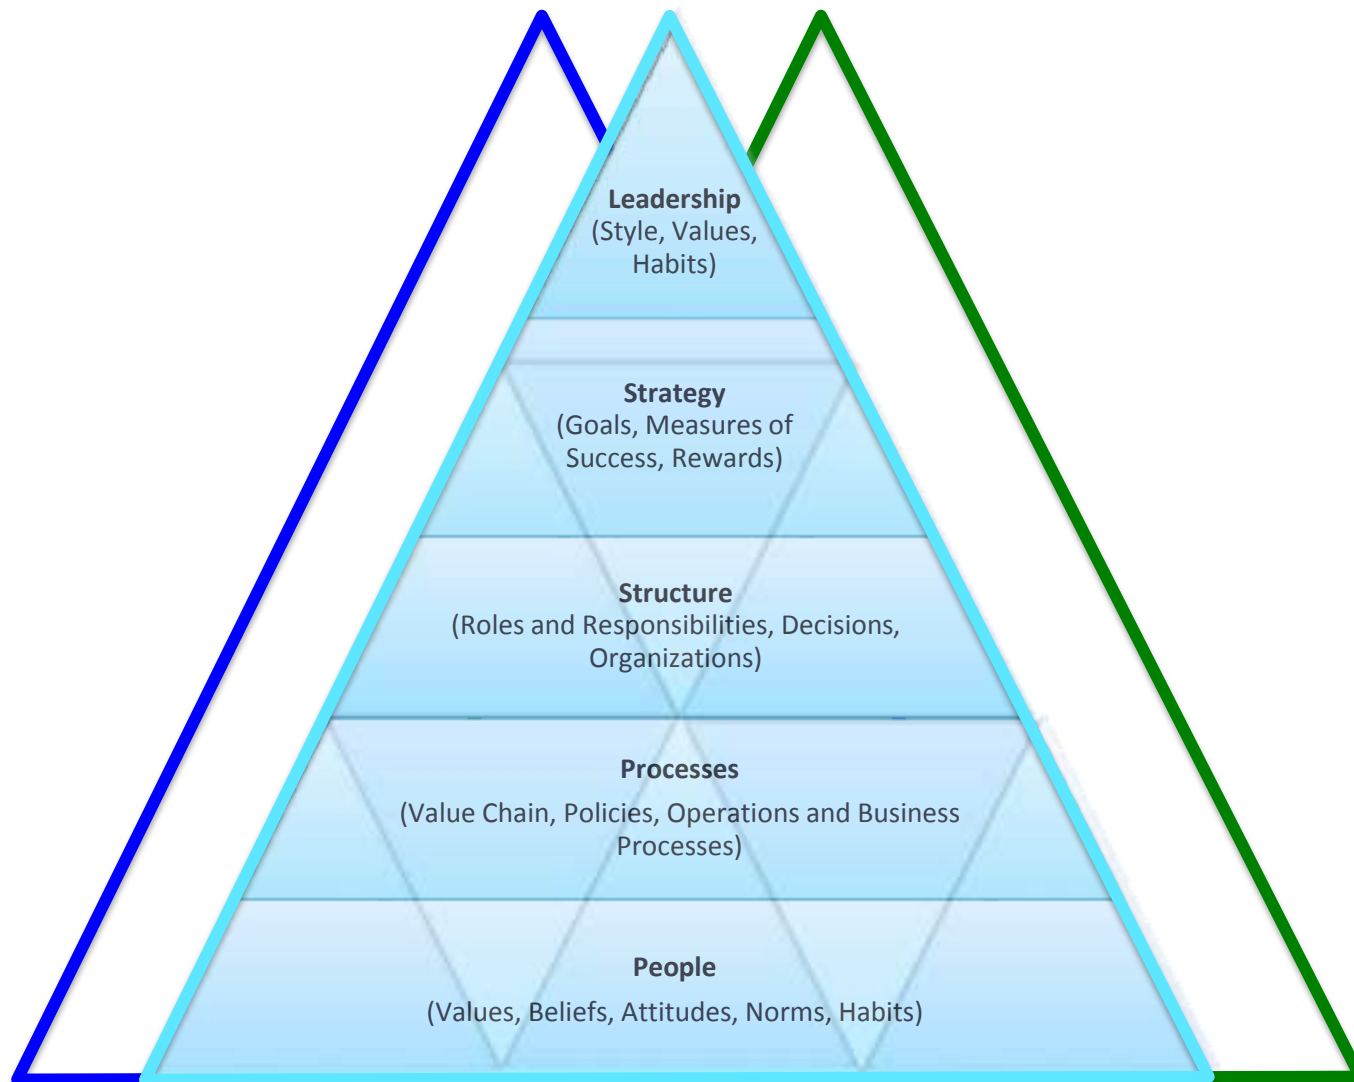 Leadership
(Style, Values,
Habits)
Strategy
(Goals, Measures of
Success, Rewards)
Structure
(Roles and Responsibilities, Decisions,
Organizations)
Processes
(Value Chain, Policies, Operations and Business
Processes)
People
(Values, Beliefs, Attitudes, Norms, Habits)